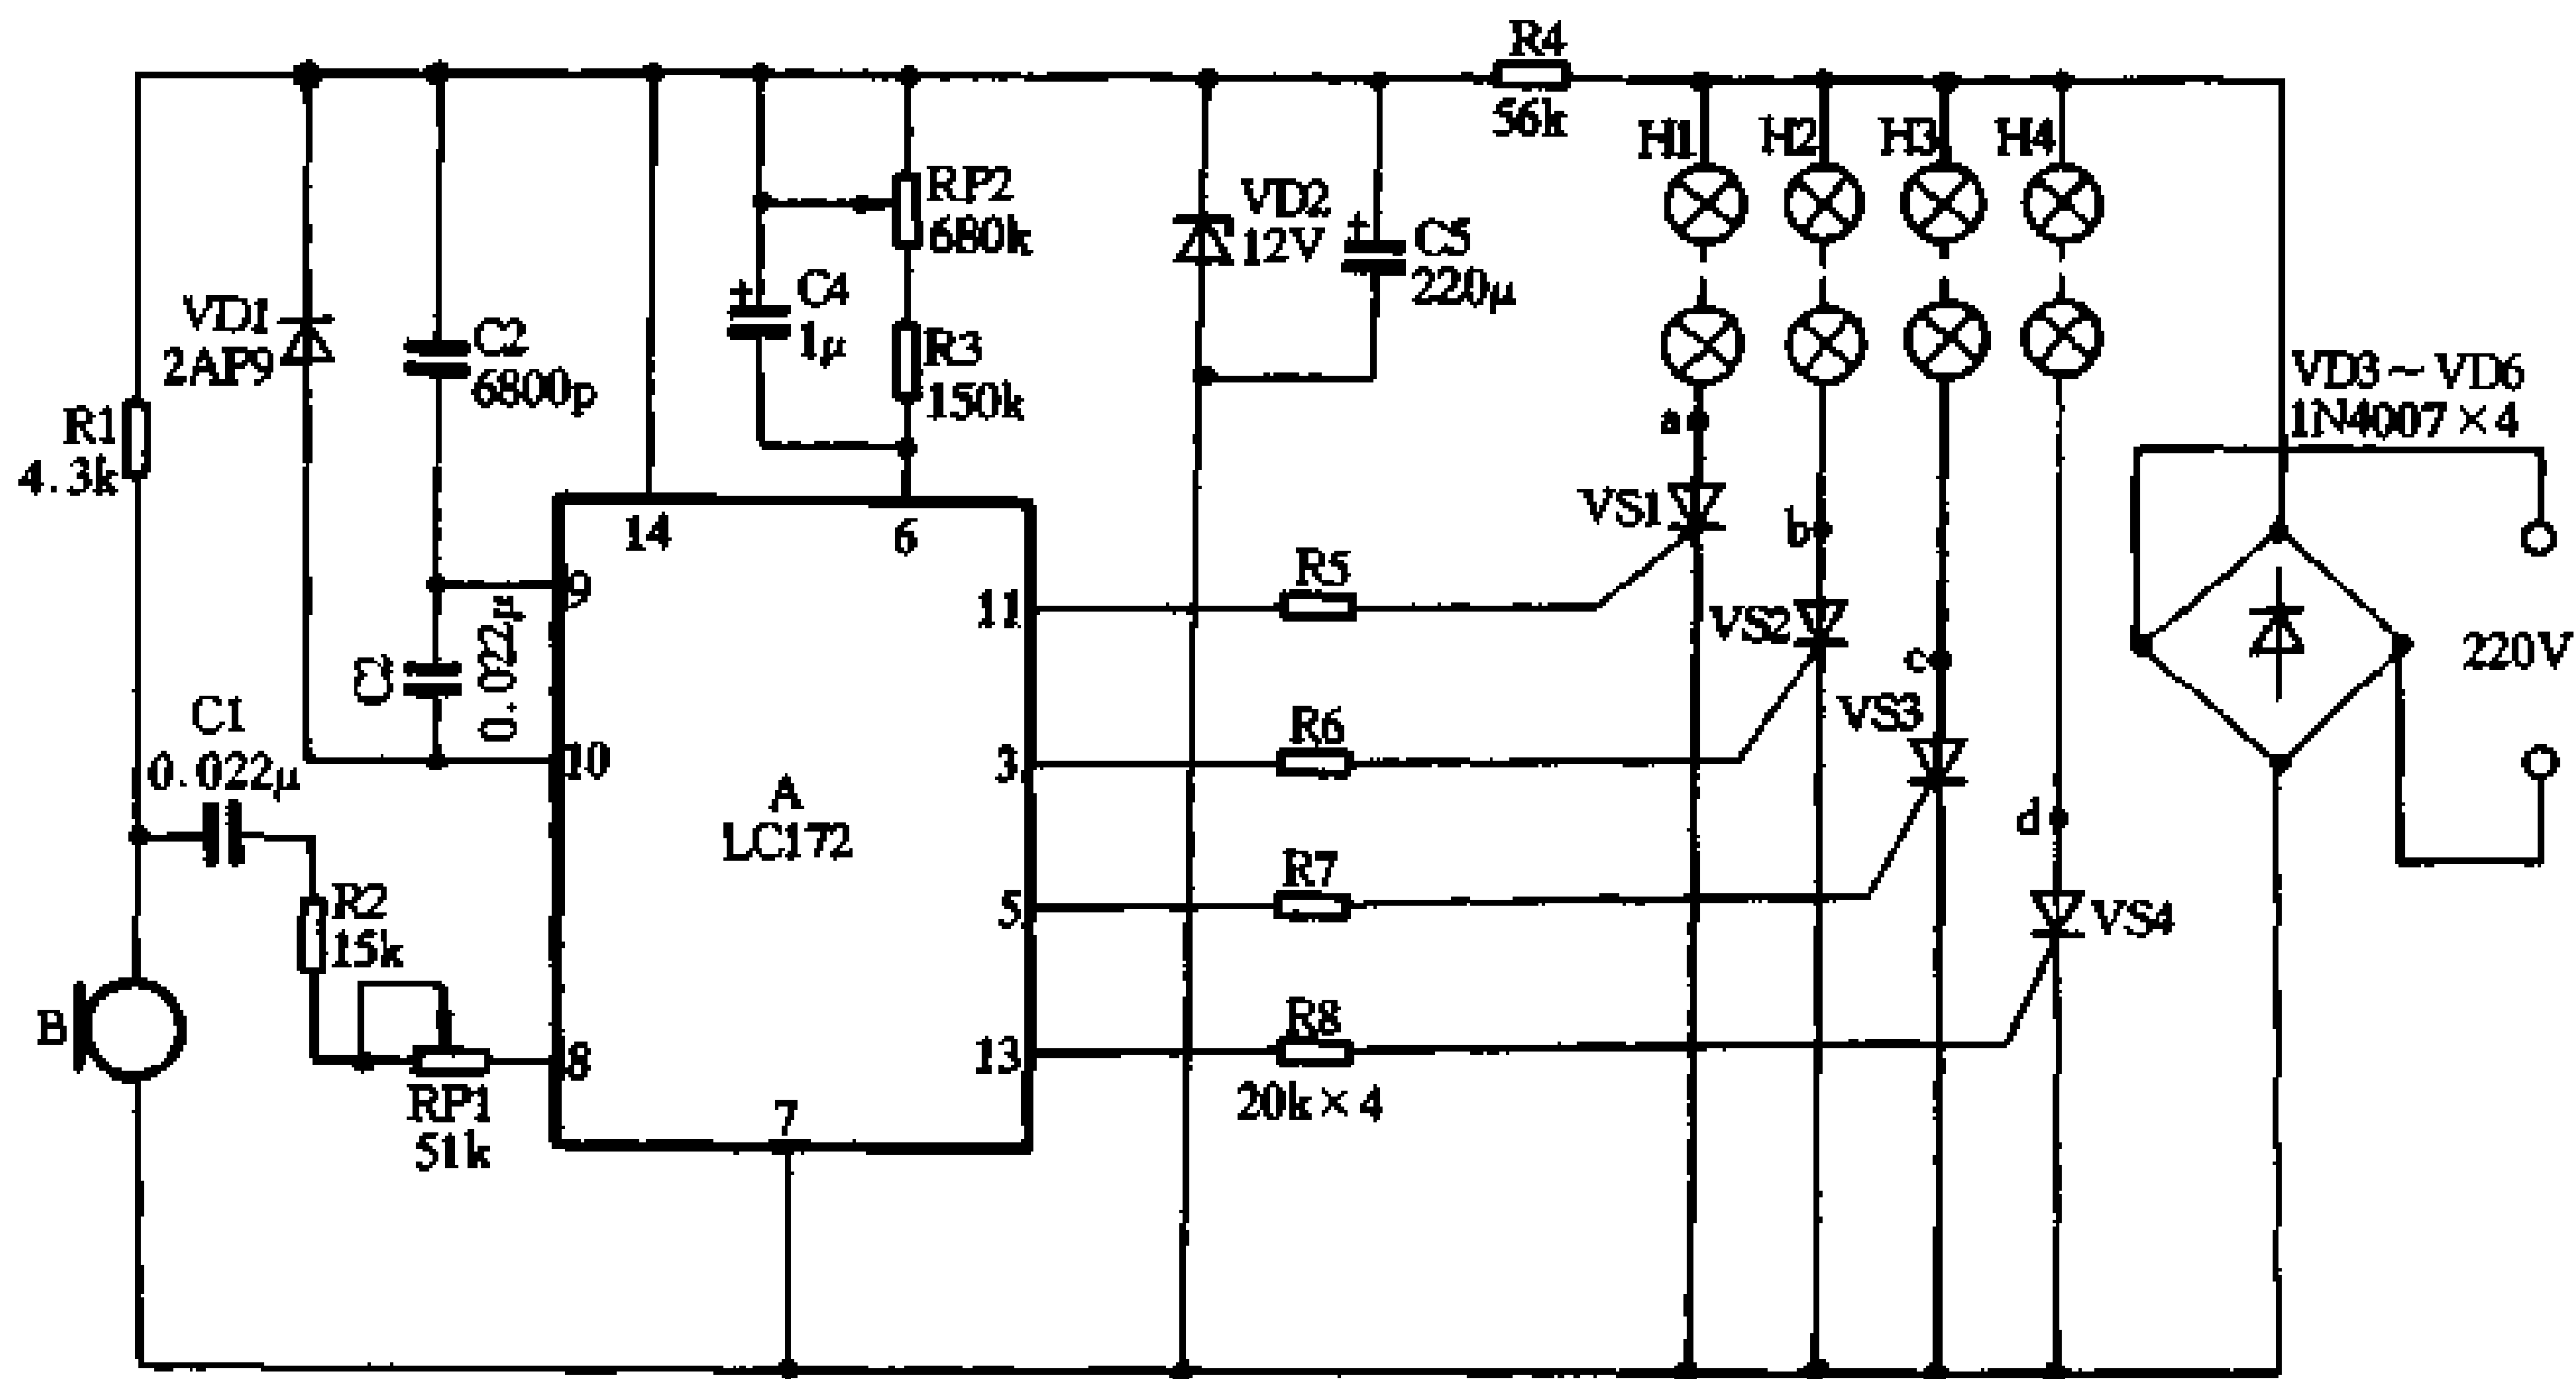 R4
56k
H1
H2
H3
H4
RP2
680k
VD2
12V
+
C5
220μ
+
C4
1μ
R3
150k
VD1
2AP9
C2
6800p
R1
4.3k
VD3～VD6
1N4007×4
a
VS1
b
14
6
9
C3
0.022μ
11
R5
VS2
c
220V
C1
0.022μ
10
A
LC172
3
R6
VS3
d
R2
15k
5
R7
VS4
B
8
13
R8
20k×4
RP1
51k
7